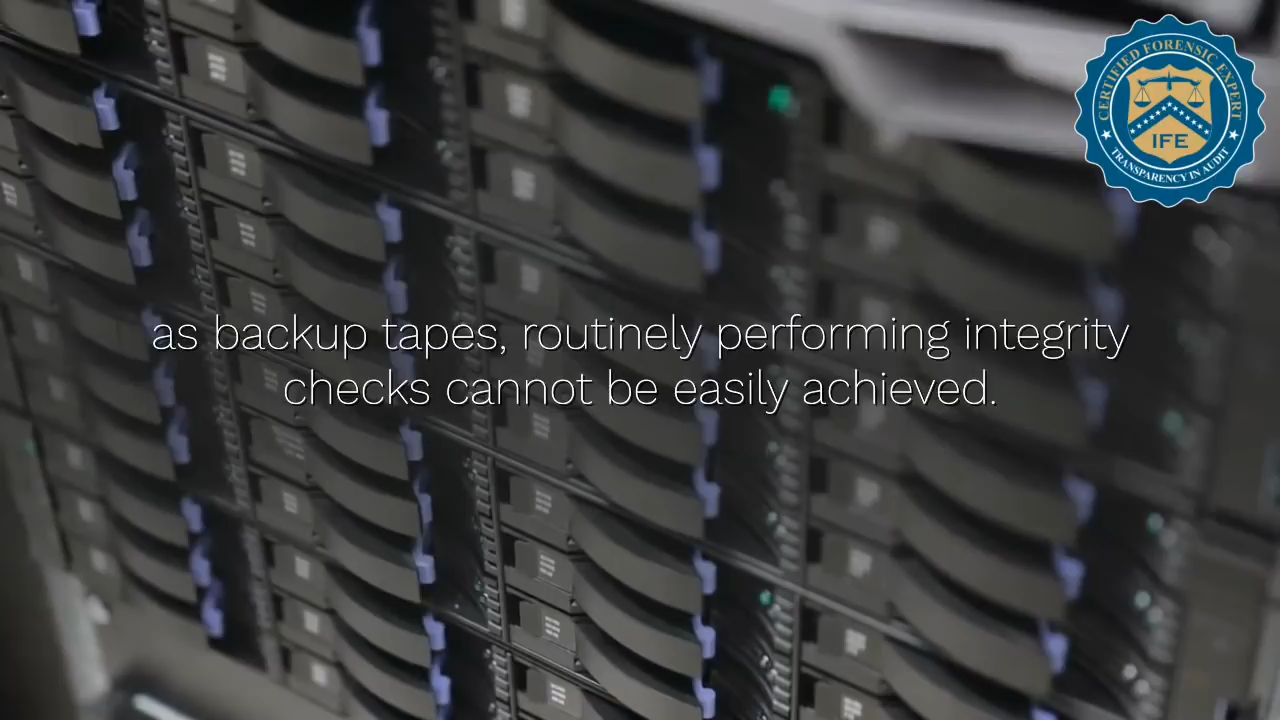 CERTIFIED FORENSIC EXPERT
IFE
TRANSPARENCY IN AUDIT
as backup tapes, routinely performing integrity
checks cannot be easily achieved.